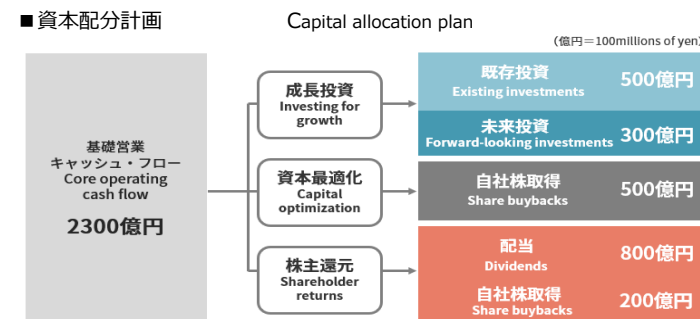 ■資本配分計画
Capital allocation plan
（億円＝100millions of yen）
基礎営業
キャッシュ・フロー
Core operating
cash flow
2300億円
成長投資
Investing for
growth
既存投資
Existing investments
500億円
未来投資
Forward-looking investments
300億円
資本最適化
Capital
optimization
自社株取得
Share buybacks
500億円
株主還元
Shareholder
returns
配当
Dividends
800億円
自社株取得
Share buybacks
200億円